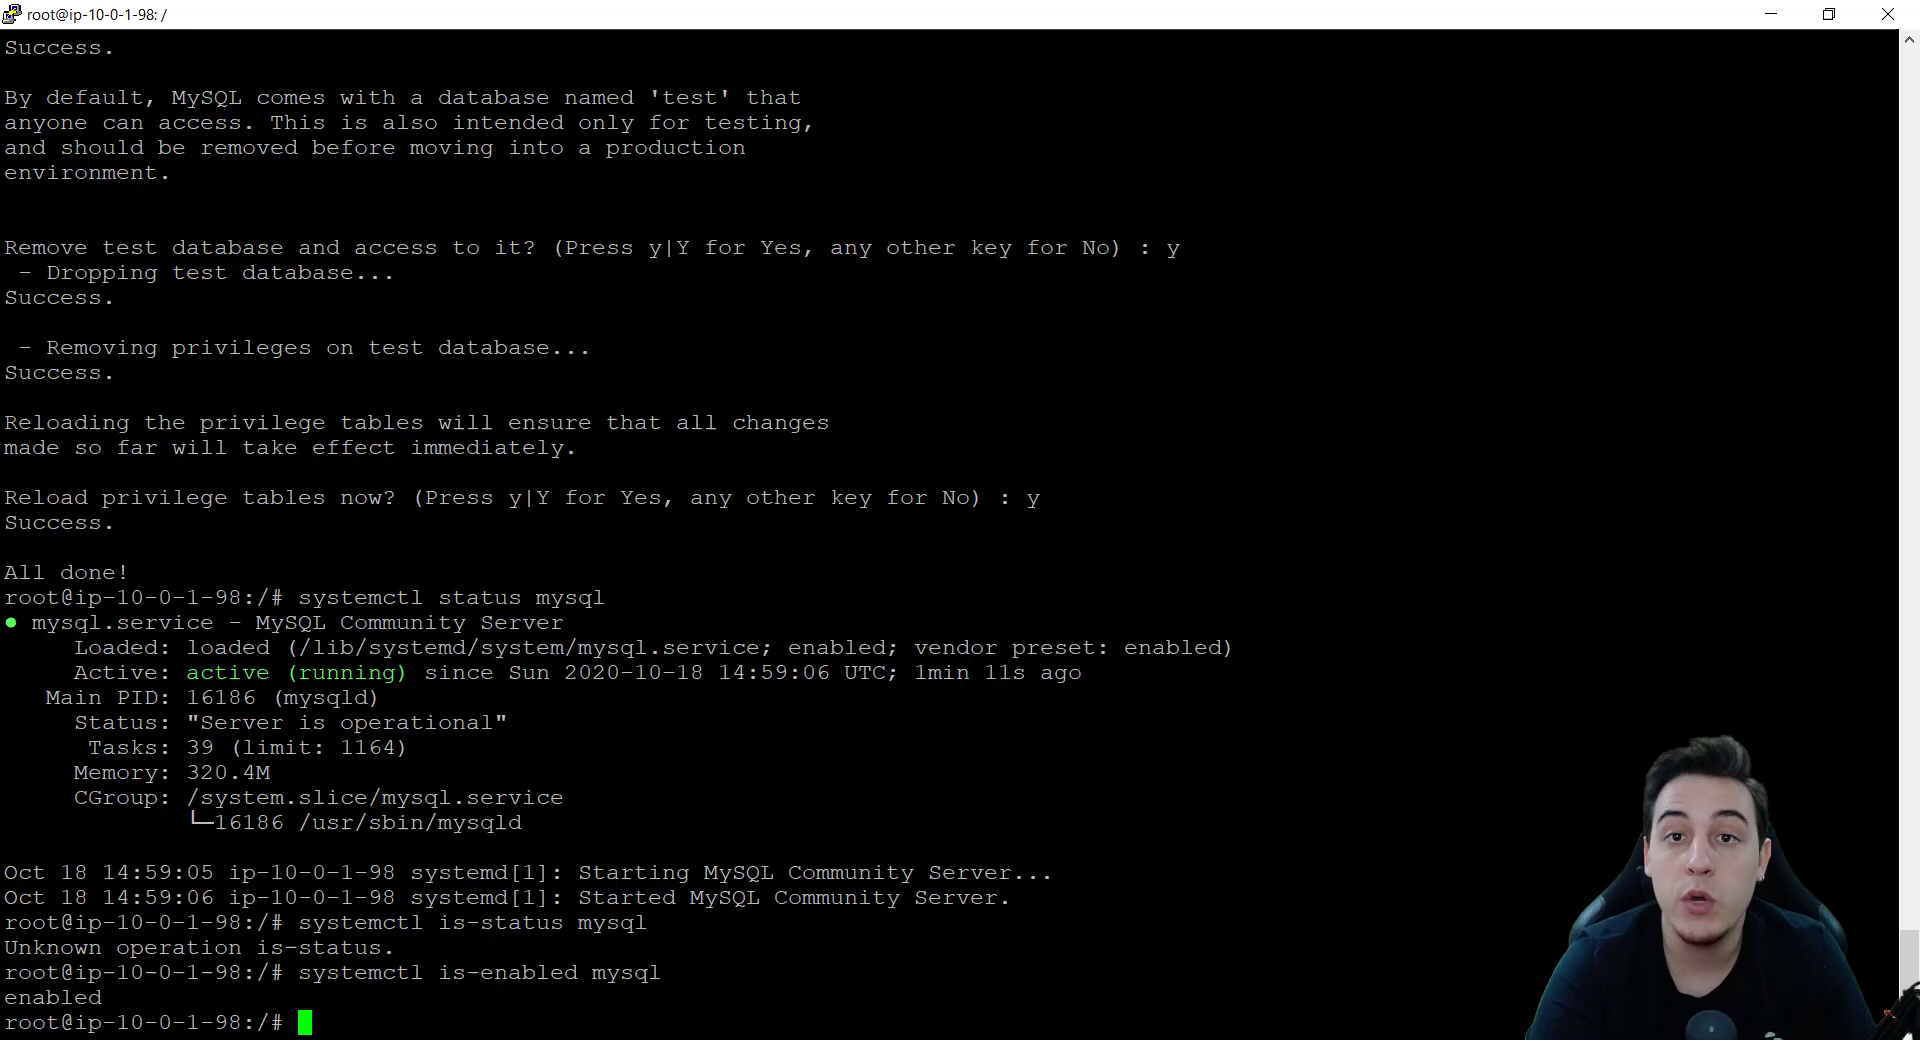 root@ip-10-0-1-98: /
Success.
By default, MySQL comes with a database named 'test' that
anyone can access. This is also intended only for testing,
and should be removed before moving into a production
environment.
Remove test database and access to it? (Press y|Y for Yes, any other key for No) : y
- Dropping test database...
Success.
- Removing privileges on test database...
Success.
Reloading the privilege tables will ensure that all changes
made so far will take effect immediately.
Reload privilege tables now? (Press y|Y for Yes, any other key for No) : y
Success.
All done!
root@ip-10-0-1-98:/# systemctl status mysql
● mysql.service - MySQL Community Server
Loaded: loaded (/lib/systemd/system/mysql.service; enabled; vendor preset: enabled)
Active: active (running) since Sun 2020-10-18 14:59:06 UTC; 1min 11s ago
Main PID: 16186 (mysqld)
Status: "Server is operational"
Tasks: 39 (limit: 1164)
Memory: 320.4M
CGroup: /system.slice/mysql.service
└─16186 /usr/sbin/mysqld
Oct 18 14:59:05 ip-10-0-1-98 systemd[1]: Starting MySQL Community Server...
Oct 18 14:59:06 ip-10-0-1-98 systemd[1]: Started MySQL Community Server.
root@ip-10-0-1-98:/# systemctl is-status mysql
Unknown operation is-status.
root@ip-10-0-1-98:/# systemctl is-enabled mysql
enabled
root@ip-10-0-1-98:/#